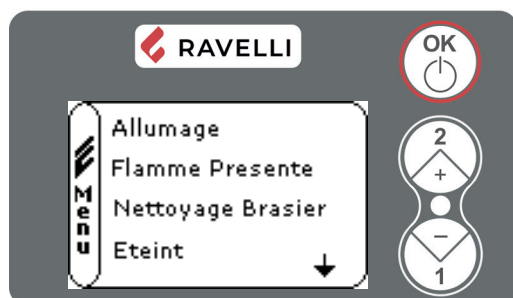 RAVELLI
OK
Allumage
Flamme Presente
Nettoyage Brasier
Eteint
Menu
2
+
−
1